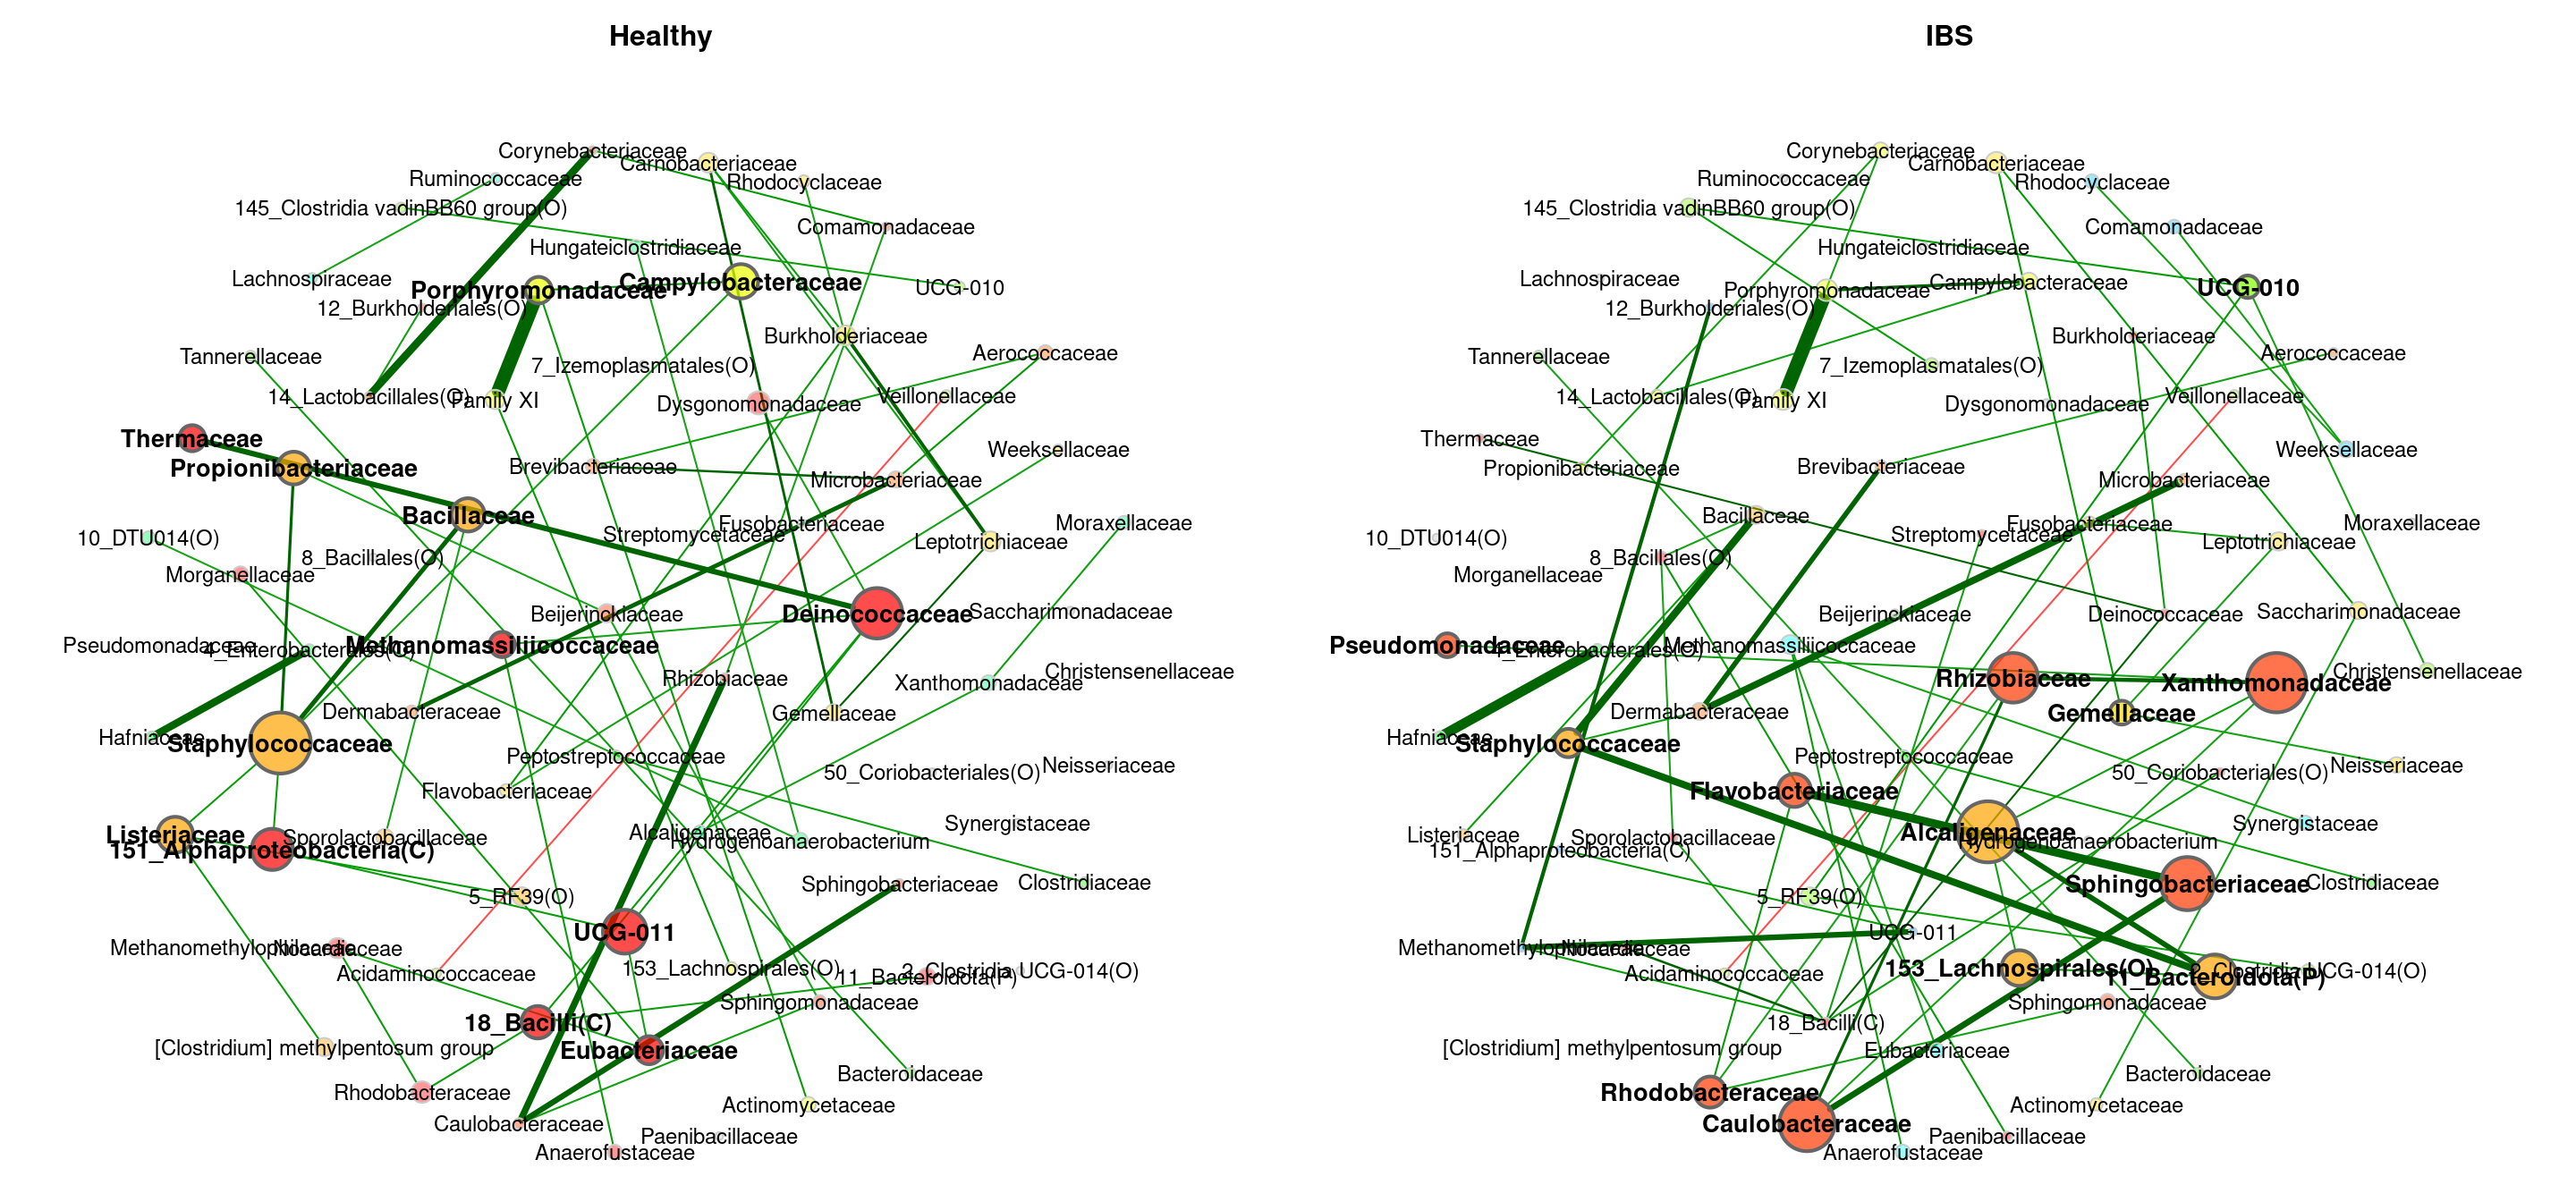 Healthy
Corynebacteriaceae
Carnobacteriaceae
Ruminococcaceae
Rhodocyclaceae
145_Clostridia vadinBB60 group(O)
Comamonadaceae
Hungateiclostridiaceae
Lachnospiraceae
Porphyromonadaceae
Campylobacteraceae
UCG-010
12_Burkholderiales(O)
Burkholderiaceae
Tannerellaceae
Aerococcaceae
7_Izemoplasmatales(O)
14_Lactobacillales(O)
Family XI
Dysgonomonadaceae
Veillonellaceae
Thermaceae
Propionibacteriaceae
Brevibacteriaceae
Weeksellaceae
Microbacteriaceae
Bacillaceae
Fusobacteriaceae
Moraxellaceae
10_DTU014(O)
Streptomycetaceae
Leptotrichiaceae
8_Bacillales(O)
Morganellaceae
Beijerinckiaceae
Deinococcaceae
Saccharimonadaceae
Pseudomonadaceae
4_Enterobacterales(O)
Methanomassiliicoccaceae
Rhizobiaceae
Xanthomonadaceae
Christensenellaceae
Dermabacteraceae
Gemellaceae
Hafniaceae
Staphylococcaceae
Peptostreptococcaceae
50_Coriobacteriales(O)
Neisseriaceae
Flavobacteriaceae
Synergistaceae
Listeriaceae
151_Alphaproteobacteria(C)
Sporolactobacillaceae
Alcaligenaceae
Hydrogenoanaerobacterium
Sphingobacteriaceae
Clostridiaceae
5_RF39(O)
UCG-011
Methanomethylophilaceae
Nocardiaceae
Acidaminococcaceae
153_Lachnospirales(O)
11_Bacteroidota(P)
2_Clostridia UCG-014(O)
Sphingomonadaceae
18_Bacilli(C)
[Clostridium] methylpentosum group
Eubacteriaceae
Bacteroidaceae
Rhodobacteraceae
Actinomycetaceae
Caulobacteraceae
Paenibacillaceae
Anaerofustaceae
IBS
Corynebacteriaceae
Carnobacteriaceae
Ruminococcaceae
Rhodocyclaceae
145_Clostridia vadinBB60 group(O)
Comamonadaceae
Hungateiclostridiaceae
Lachnospiraceae
Porphyromonadaceae
Campylobacteraceae
UCG-010
12_Burkholderiales(O)
Burkholderiaceae
Tannerellaceae
Aerococcaceae
7_Izemoplasmatales(O)
14_Lactobacillales(O)
Family XI
Dysgonomonadaceae
Veillonellaceae
Thermaceae
Propionibacteriaceae
Brevibacteriaceae
Weeksellaceae
Microbacteriaceae
Bacillaceae
Fusobacteriaceae
Moraxellaceae
10_DTU014(O)
Streptomycetaceae
Leptotrichiaceae
8_Bacillales(O)
Morganellaceae
Beijerinckiaceae
Deinococcaceae
Saccharimonadaceae
Pseudomonadaceae
4_Enterobacterales(O)
Methanomassiliicoccaceae
Rhizobiaceae
Xanthomonadaceae
Christensenellaceae
Dermabacteraceae
Gemellaceae
Hafniaceae
Staphylococcaceae
Peptostreptococcaceae
50_Coriobacteriales(O)
Neisseriaceae
Flavobacteriaceae
Synergistaceae
Listeriaceae
151_Alphaproteobacteria(C)
Sporolactobacillaceae
Alcaligenaceae
Hydrogenoanaerobacterium
Sphingobacteriaceae
Clostridiaceae
5_RF39(O)
UCG-011
Methanomethylophilaceae
Nocardiaceae
Acidaminococcaceae
153_Lachnospirales(O)
11_Bacteroidota(P)
2_Clostridia UCG-014(O)
Sphingomonadaceae
18_Bacilli(C)
[Clostridium] methylpentosum group
Eubacteriaceae
Bacteroidaceae
Rhodobacteraceae
Actinomycetaceae
Caulobacteraceae
Paenibacillaceae
Anaerofustaceae